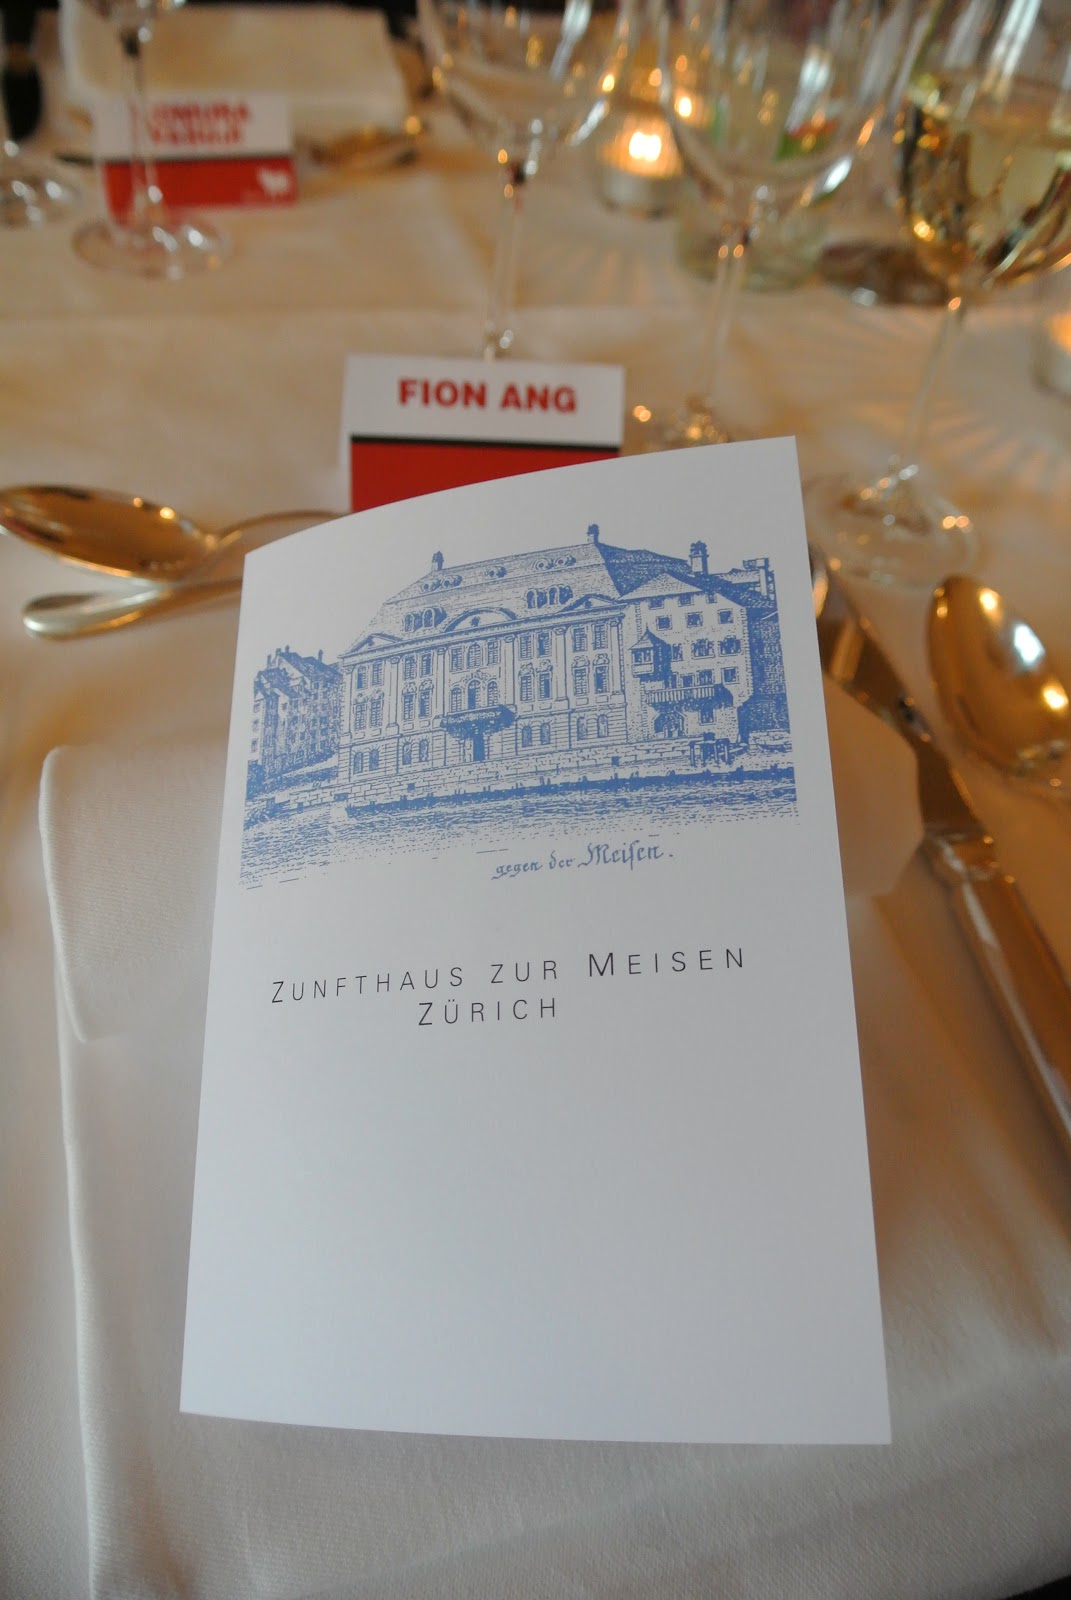 FION ANG
gegen der Meisen.
ZUNFTHAUS ZUR MEISEN
ZÜRICH